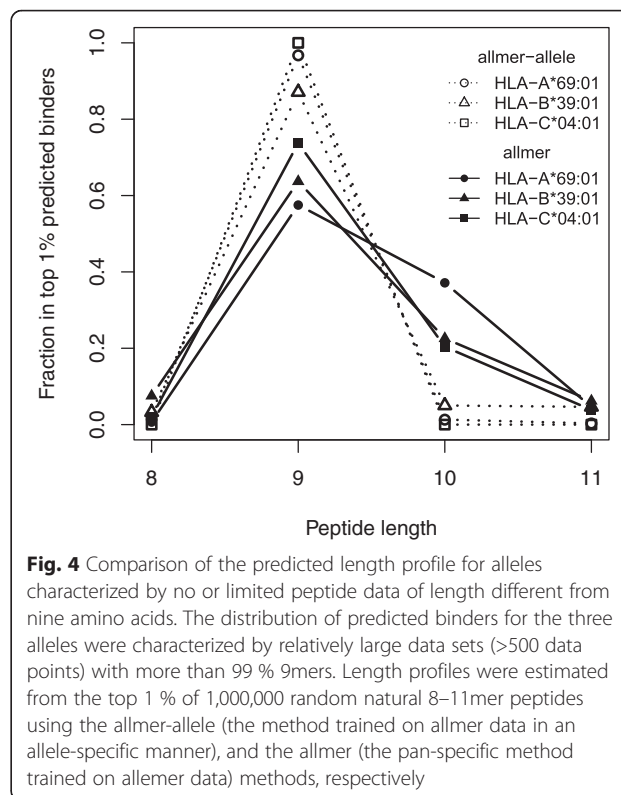 allmer−allele
HLA−A*69:01
HLA−B*39:01
HLA−C*04:01
allmer
HLA−A*69:01
HLA−B*39:01
HLA−C*04:01
Fraction in top 1% predicted binders
1.0
0.8
0.6
0.4
0.2
0.0
8
9
10
11
Peptide length
Fig. 4 Comparison of the predicted length profile for alleles
characterized by no or limited peptide data of length different from
nine amino acids. The distribution of predicted binders for the three
alleles were characterized by relatively large data sets (>500 data
points) with more than 99 % 9mers. Length profiles were estimated
from the top 1 % of 1,000,000 random natural 8–11mer peptides
using the allmer-allele (the method trained on allmer data in an
allele-specific manner), and the allmer (the pan-specific method
trained on allemer data) methods, respectively